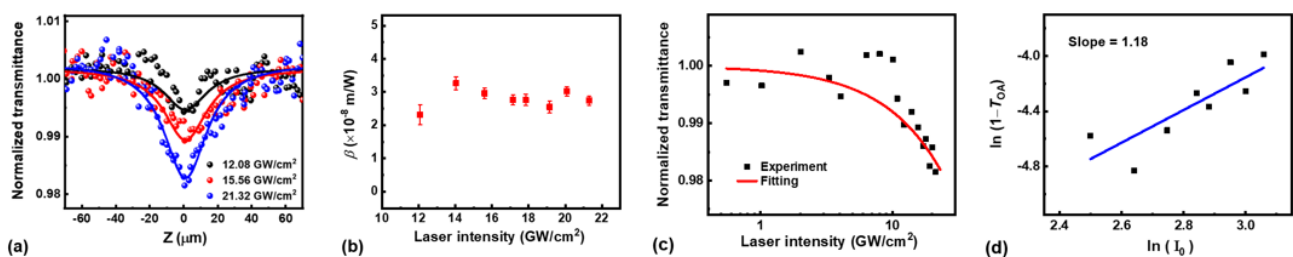 Normalized transmittance
1.01
1.00
0.99
0.98
12.08 GW/cm²
15.56 GW/cm²
21.32 GW/cm²
-60 -40 -20 0 20 40 60
Z (μm)
(a)
β (×10⁻⁸ m/W)
5
4
3
2
1
0
10 12 14 16 18 20 22
Laser intensity (GW/cm²)
(b)
Normalized transmittance
1.00
0.99
0.98
Experiment
Fitting
1 10
Laser intensity (GW/cm²)
(c)
ln (1−T_OA)
Slope = 1.18
-4.0
-4.4
-4.8
2.4 2.6 2.8 3.0
ln ( I₀ )
(d)